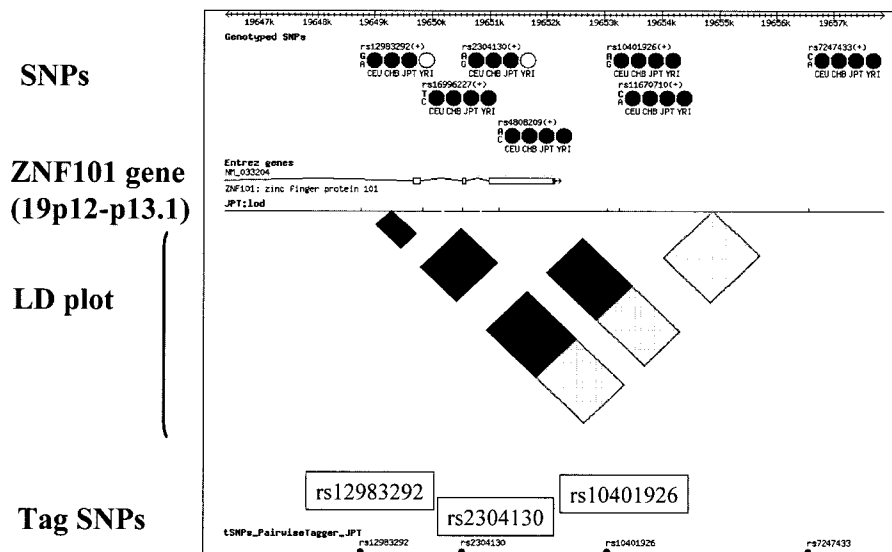 19647k 19648k 19649k 19650k 19651k 19652k 19653k 19654k 19655k 19656k 19657k
Genotyped SNPs
SNPs
rs12983292(+) rs2304130(+) rs10401926(+) rs7247433(+)
G A A G A G C A
CEU CHB JPT YRI CEU CHB JPT YRI CEU CHB JPT YRI CEU CHB JPT YRI
rs16996227(+) rs11670710(+)
T C C A
CEU CHB JPT YRI CEU CHB JPT YRI
rs4808209(+)
A C
CEU CHB JPT YRI
ZNF101 gene
(19p12-p13.1)
Entrez genes
NM_033204
ZNF101: zinc finger protein 101
JPT:lod
LD plot
rs12983292
rs2304130
rs10401926
Tag SNPs
tSNPs_PairwiseTagger_JPT
rs12983292 rs2304130 rs10401926 rs7247433